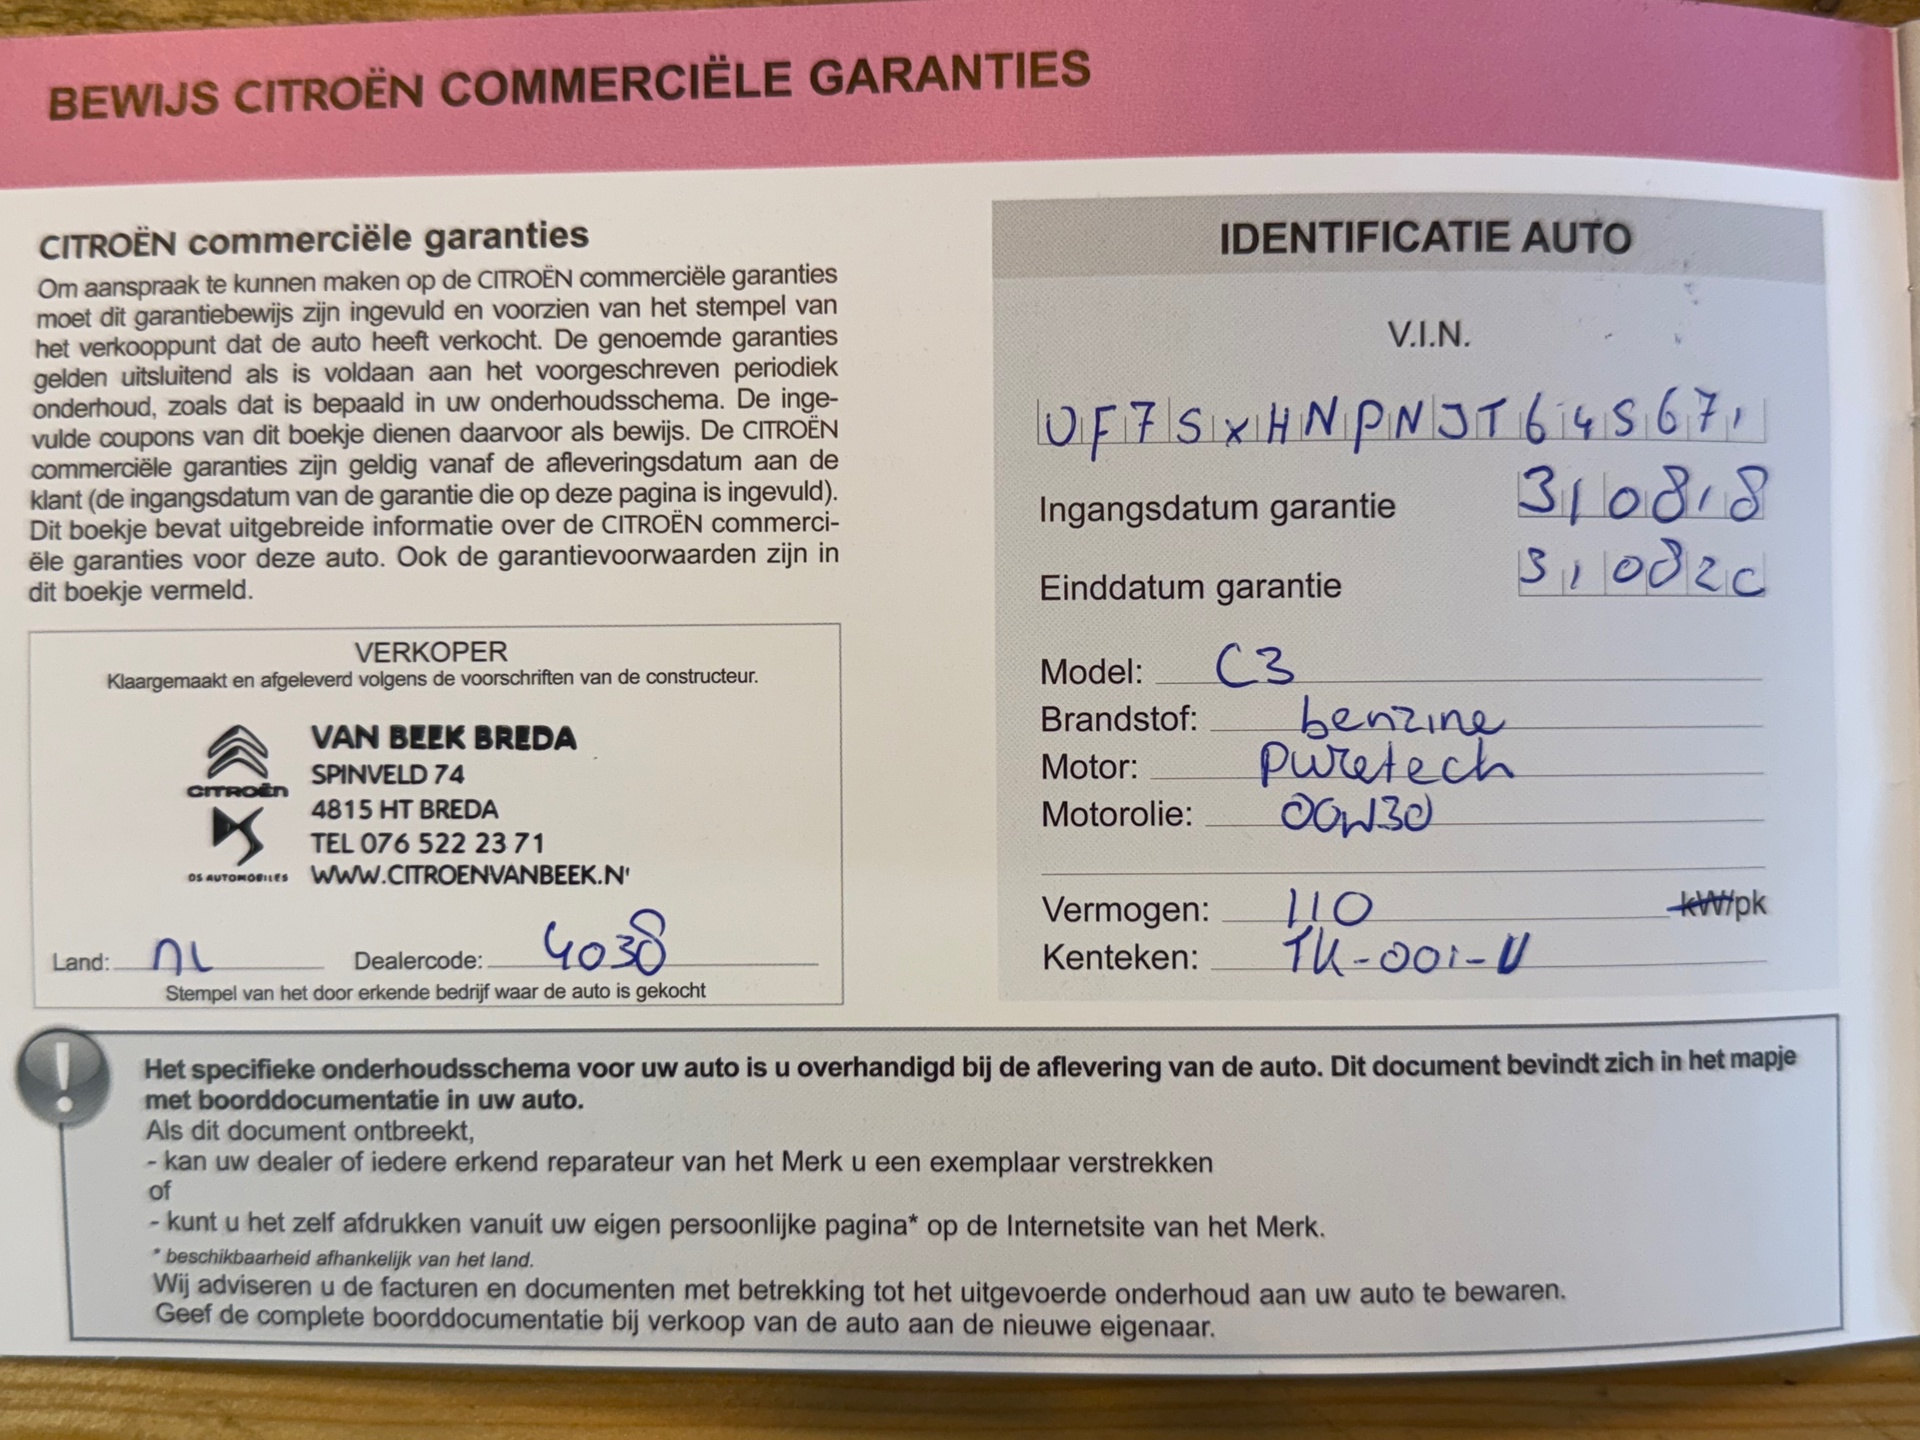 BEWIJS CITROËN COMMERCIËLE GARANTIES
CITROËN commerciële garanties
Om aanspraak te kunnen maken op de CITROËN commerciële garanties
moet dit garantiebewijs zijn ingevuld en voorzien van het stempel van
het verkooppunt dat de auto heeft verkocht. De genoemde garanties
gelden uitsluitend als is voldaan aan het voorgeschreven periodiek
onderhoud, zoals dat is bepaald in uw onderhoudsschema. De inge-
vulde coupons van dit boekje dienen daarvoor als bewijs. De CITROËN
commerciële garanties zijn geldig vanaf de afleveringsdatum aan de
klant (de ingangsdatum van de garantie die op deze pagina is ingevuld).
Dit boekje bevat uitgebreide informatie over de CITROËN commerci-
ële garanties voor deze auto. Ook de garantievoorwaarden zijn in
dit boekje vermeld.
VERKOPER
Klaargemaakt en afgeleverd volgens de voorschriften van de constructeur.
CITROËN
DS AUTOMOBILES
VAN BEEK BREDA
SPINVELD 74
4815 HT BREDA
TEL 076 522 23 71
WWW.CITROENVANBEEK.N
Land: NL Dealercode: 4038
Stempel van het door erkende bedrijf waar de auto is gekocht
IDENTIFICATIE AUTO
V.I.N.
VF7SXHNPNJT645671
Ingangsdatum garantie 310818
Einddatum garantie 310820
Model: C3
Brandstof: benzine
Motor: Puretech
Motorolie: 00W30
Vermogen: 110 kW/pk
Kenteken: TK-001-V
Het specifieke onderhoudsschema voor uw auto is u overhandigd bij de aflevering van de auto. Dit document bevindt zich in het mapje
met boorddocumentatie in uw auto.
Als dit document ontbreekt,
- kan uw dealer of iedere erkend reparateur van het Merk u een exemplaar verstrekken
of
- kunt u het zelf afdrukken vanuit uw eigen persoonlijke pagina* op de Internetsite van het Merk.
* beschikbaarheid afhankelijk van het land.
Wij adviseren u de facturen en documenten met betrekking tot het uitgevoerde onderhoud aan uw auto te bewaren.
Geef de complete boorddocumentatie bij verkoop van de auto aan de nieuwe eigenaar.